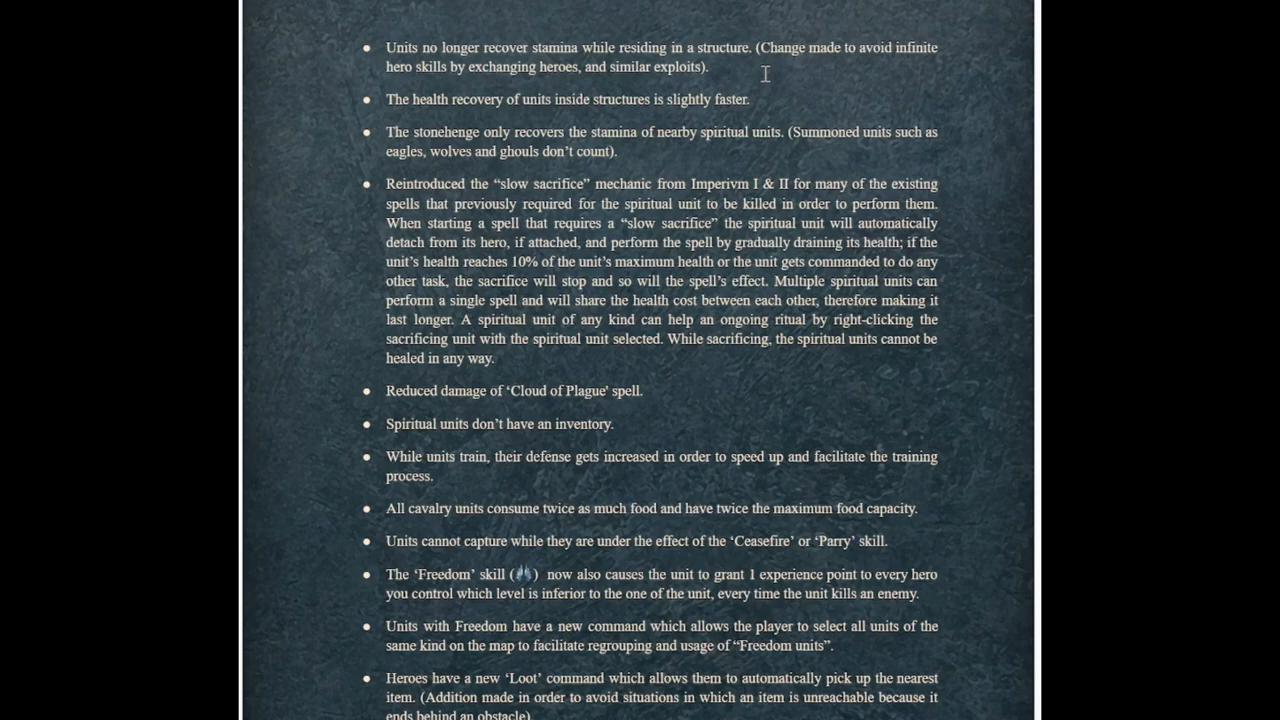 ● Units no longer recover stamina while residing in a structure. (Change made to avoid infinite
hero skills by exchanging heroes, and similar exploits).
● The health recovery of units inside structures is slightly faster.
● The stonehenge only recovers the stamina of nearby spiritual units. (Summoned units such as
eagles, wolves and ghouls don’t count).
● Reintroduced the “slow sacrifice” mechanic from Imperivm I & II for many of the existing
spells that previously required for the spiritual unit to be killed in order to perform them.
When starting a spell that requires a “slow sacrifice” the spiritual unit will automatically
detach from its hero, if attached, and perform the spell by gradually draining its health; if the
unit’s health reaches 10% of the unit’s maximum health or the unit gets commanded to do any
other task, the sacrifice will stop and so will the spell’s effect. Multiple spiritual units can
perform a single spell and will share the health cost between each other, therefore making it
last longer. A spiritual unit of any kind can help an ongoing ritual by right-clicking the
sacrificing unit with the spiritual unit selected. While sacrificing, the spiritual units cannot be
healed in any way.
● Reduced damage of ‘Cloud of Plague' spell.
● Spiritual units don’t have an inventory.
● While units train, their defense gets increased in order to speed up and facilitate the training
process.
● All cavalry units consume twice as much food and have twice the maximum food capacity.
● Units cannot capture while they are under the effect of the ‘Ceasefire’ or ‘Parry’ skill.
● The ‘Freedom’ skill ( ) now also causes the unit to grant 1 experience point to every hero
you control which level is inferior to the one of the unit, every time the unit kills an enemy.
● Units with Freedom have a new command which allows the player to select all units of the
same kind on the map to facilitate regrouping and usage of “Freedom units”.
● Heroes have a new ‘Loot’ command which allows them to automatically pick up the nearest
item. (Addition made in order to avoid situations in which an item is unreachable because it
ends behind an obstacle).